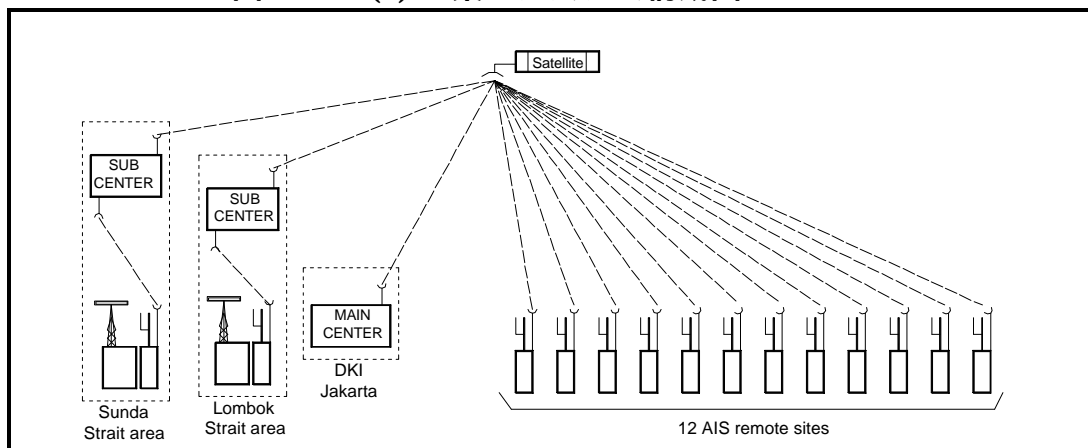 Satellite
SUB
CENTER
SUB
CENTER
MAIN
CENTER
DKI
Jakarta
Sunda
Strait area
Lombok
Strait area
12 AIS remote sites